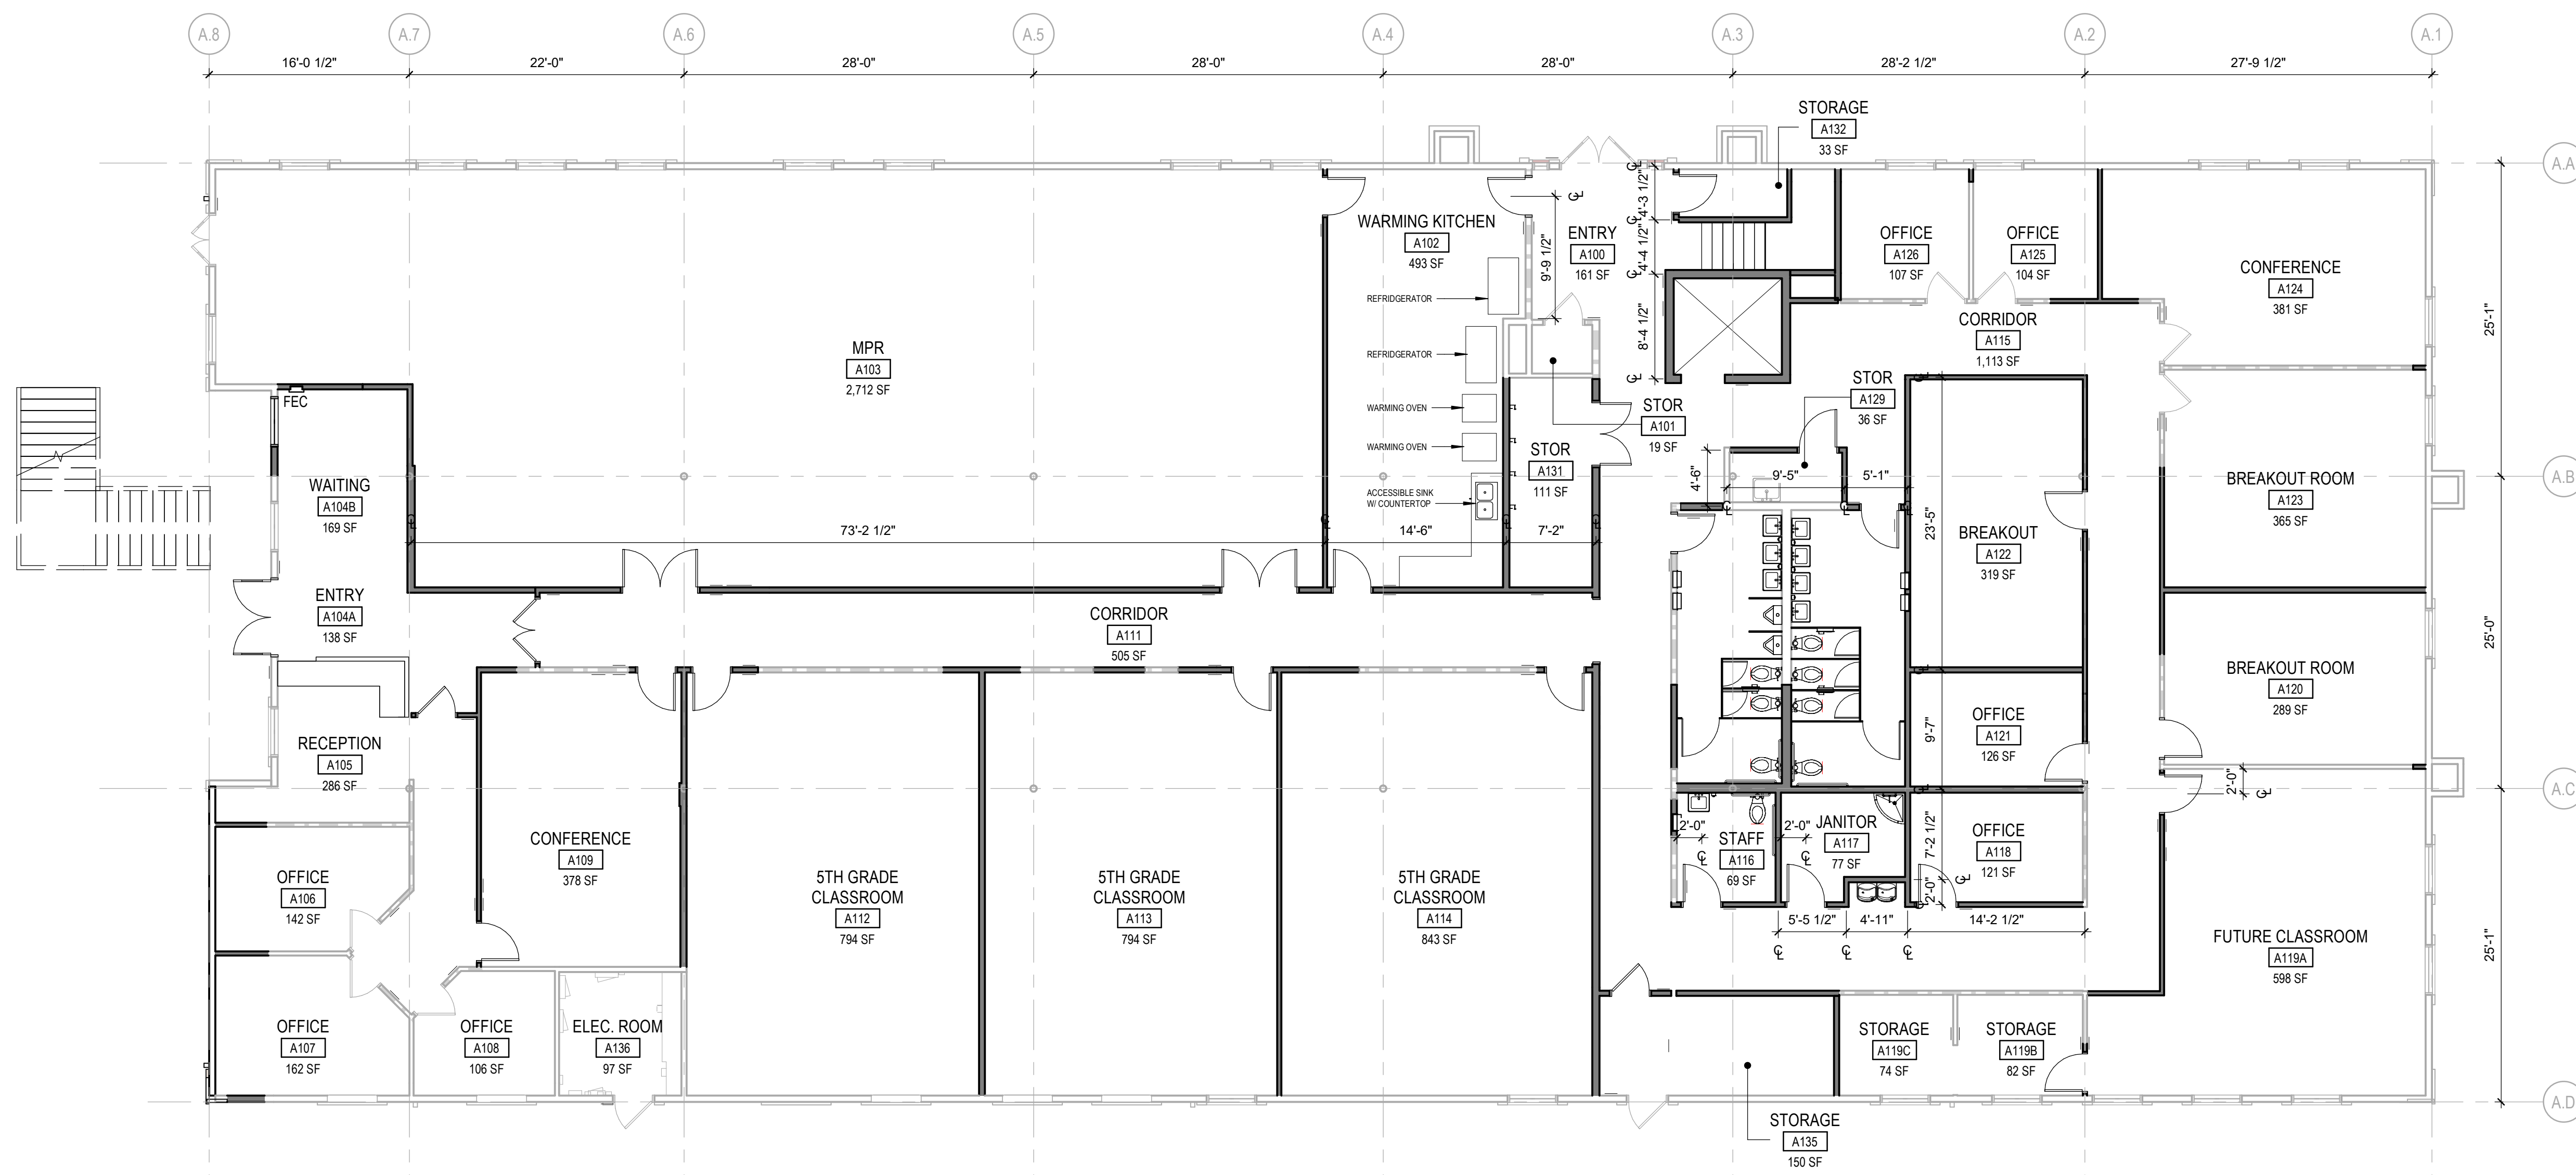 A.8
A.7
A.6
A.5
A.4
A.3
A.2
A.1
16'-0 1/2"
22'-0"
28'-0"
28'-0"
28'-0"
28'-2 1/2"
27'-9 1/2"
A.A
A.B
A.C
A.D
25'-1"
25'-0"
25'-1"
STORAGE
A132
33 SF
WARMING KITCHEN
A102
493 SF
ENTRY
A100
161 SF
9'-9 1/2"
4'-3 1/2"
4'-4 1/2"
8'-4 1/2"
OFFICE
A126
107 SF
OFFICE
A125
104 SF
CONFERENCE
A124
381 SF
CORRIDOR
A115
1,113 SF
REFRIDGERATOR
REFRIDGERATOR
WARMING OVEN
WARMING OVEN
ACCESSIBLE SINK
W/ COUNTERTOP
MPR
A103
2,712 SF
FEC
STOR
A129
36 SF
STOR
A101
19 SF
STOR
A131
111 SF
4'-6"
9'-5"
5'-1"
WAITING
A104B
169 SF
73'-2 1/2"
14'-6"
7'-2"
23'-5"
BREAKOUT
A122
319 SF
BREAKOUT ROOM
A123
365 SF
ENTRY
A104A
138 SF
CORRIDOR
A111
505 SF
BREAKOUT ROOM
A120
289 SF
RECEPTION
A105
286 SF
OFFICE
A121
126 SF
9'-7"
2'-0"
CONFERENCE
A109
378 SF
2'-0"
STAFF
A116
69 SF
2'-0"
JANITOR
A117
77 SF
7'-2 1/2"
2'-0"
OFFICE
A118
121 SF
OFFICE
A106
142 SF
5TH GRADE
CLASSROOM
A112
794 SF
5TH GRADE
CLASSROOM
A113
794 SF
5TH GRADE
CLASSROOM
A114
843 SF
5'-5 1/2"
4'-11"
14'-2 1/2"
FUTURE CLASSROOM
A119A
598 SF
OFFICE
A107
162 SF
OFFICE
A108
106 SF
ELEC. ROOM
A136
97 SF
STORAGE
A119C
74 SF
STORAGE
A119B
82 SF
STORAGE
A135
150 SF